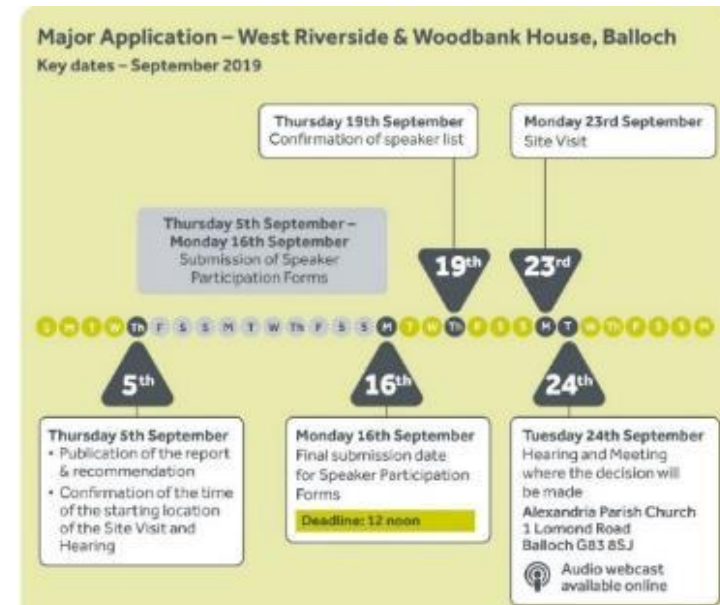 Major Application – West Riverside & Woodbank House, Balloch
Key dates – September 2019
Thursday 19th September
Confirmation of speaker list
Monday 23rd September
Site Visit
Thursday 5th September –
Monday 16th September
Submission of Speaker
Participation Forms
19th
23rd
S M T W Th F S S M T W Th F S S M T W Th F S S M T W Th F S S M
5th
16th
24th
Thursday 5th September
• Publication of the report
& recommendation
• Confirmation of the time
of the starting location
of the Site Visit and
Hearing
Monday 16th September
Final submission date
for Speaker Participation
Forms
Deadline: 12 noon
Tuesday 24th September
Hearing and Meeting
where the decision will
be made
Alexandria Parish Church
1 Lomond Road
Balloch G83 8SJ
Audio webcast
available online